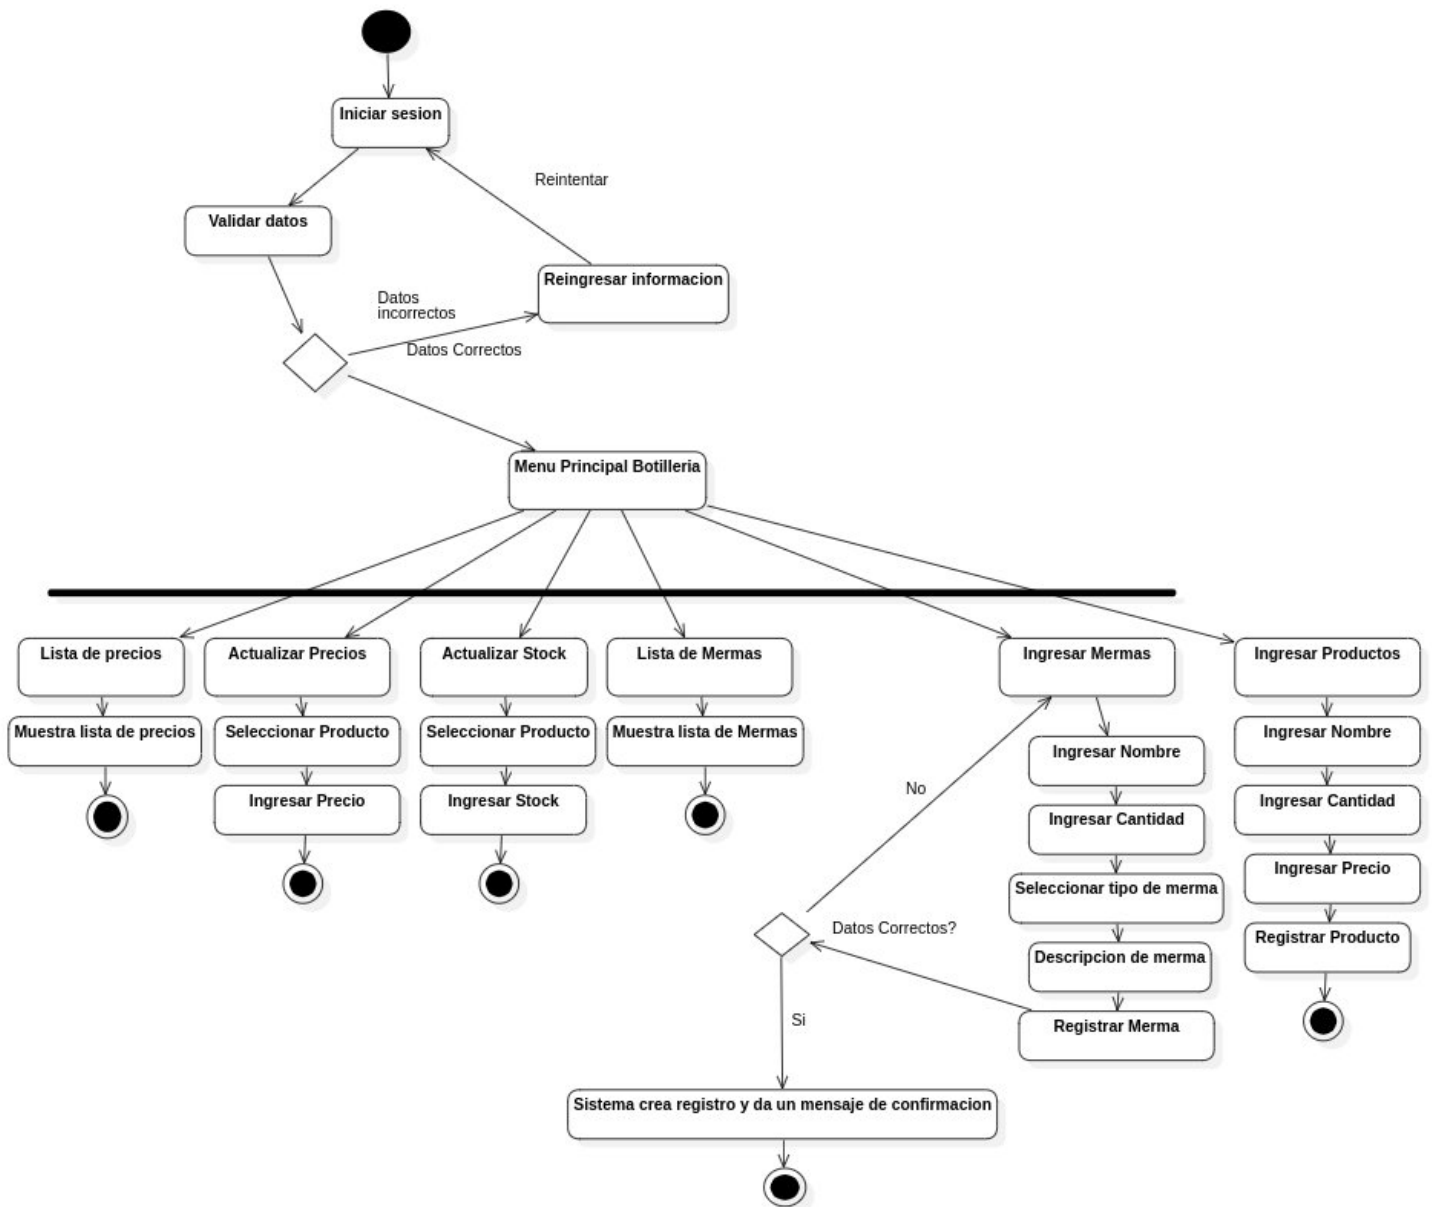 Iniciar sesion
Reintentar
Validar datos
Reingresar informacion
Datos
incorrectos
Datos Correctos
Menu Principal Botilleria
Lista de precios
Actualizar Precios
Actualizar Stock
Lista de Mermas
Ingresar Mermas
Ingresar Productos
Muestra lista de precios
Seleccionar Producto
Seleccionar Producto
Muestra lista de Mermas
Ingresar Nombre
Ingresar Nombre
Ingresar Precio
Ingresar Stock
No
Ingresar Cantidad
Ingresar Cantidad
Seleccionar tipo de merma
Ingresar Precio
Datos Correctos?
Descripcion de merma
Registrar Producto
Si
Registrar Merma
Sistema crea registro y da un mensaje de confirmacion